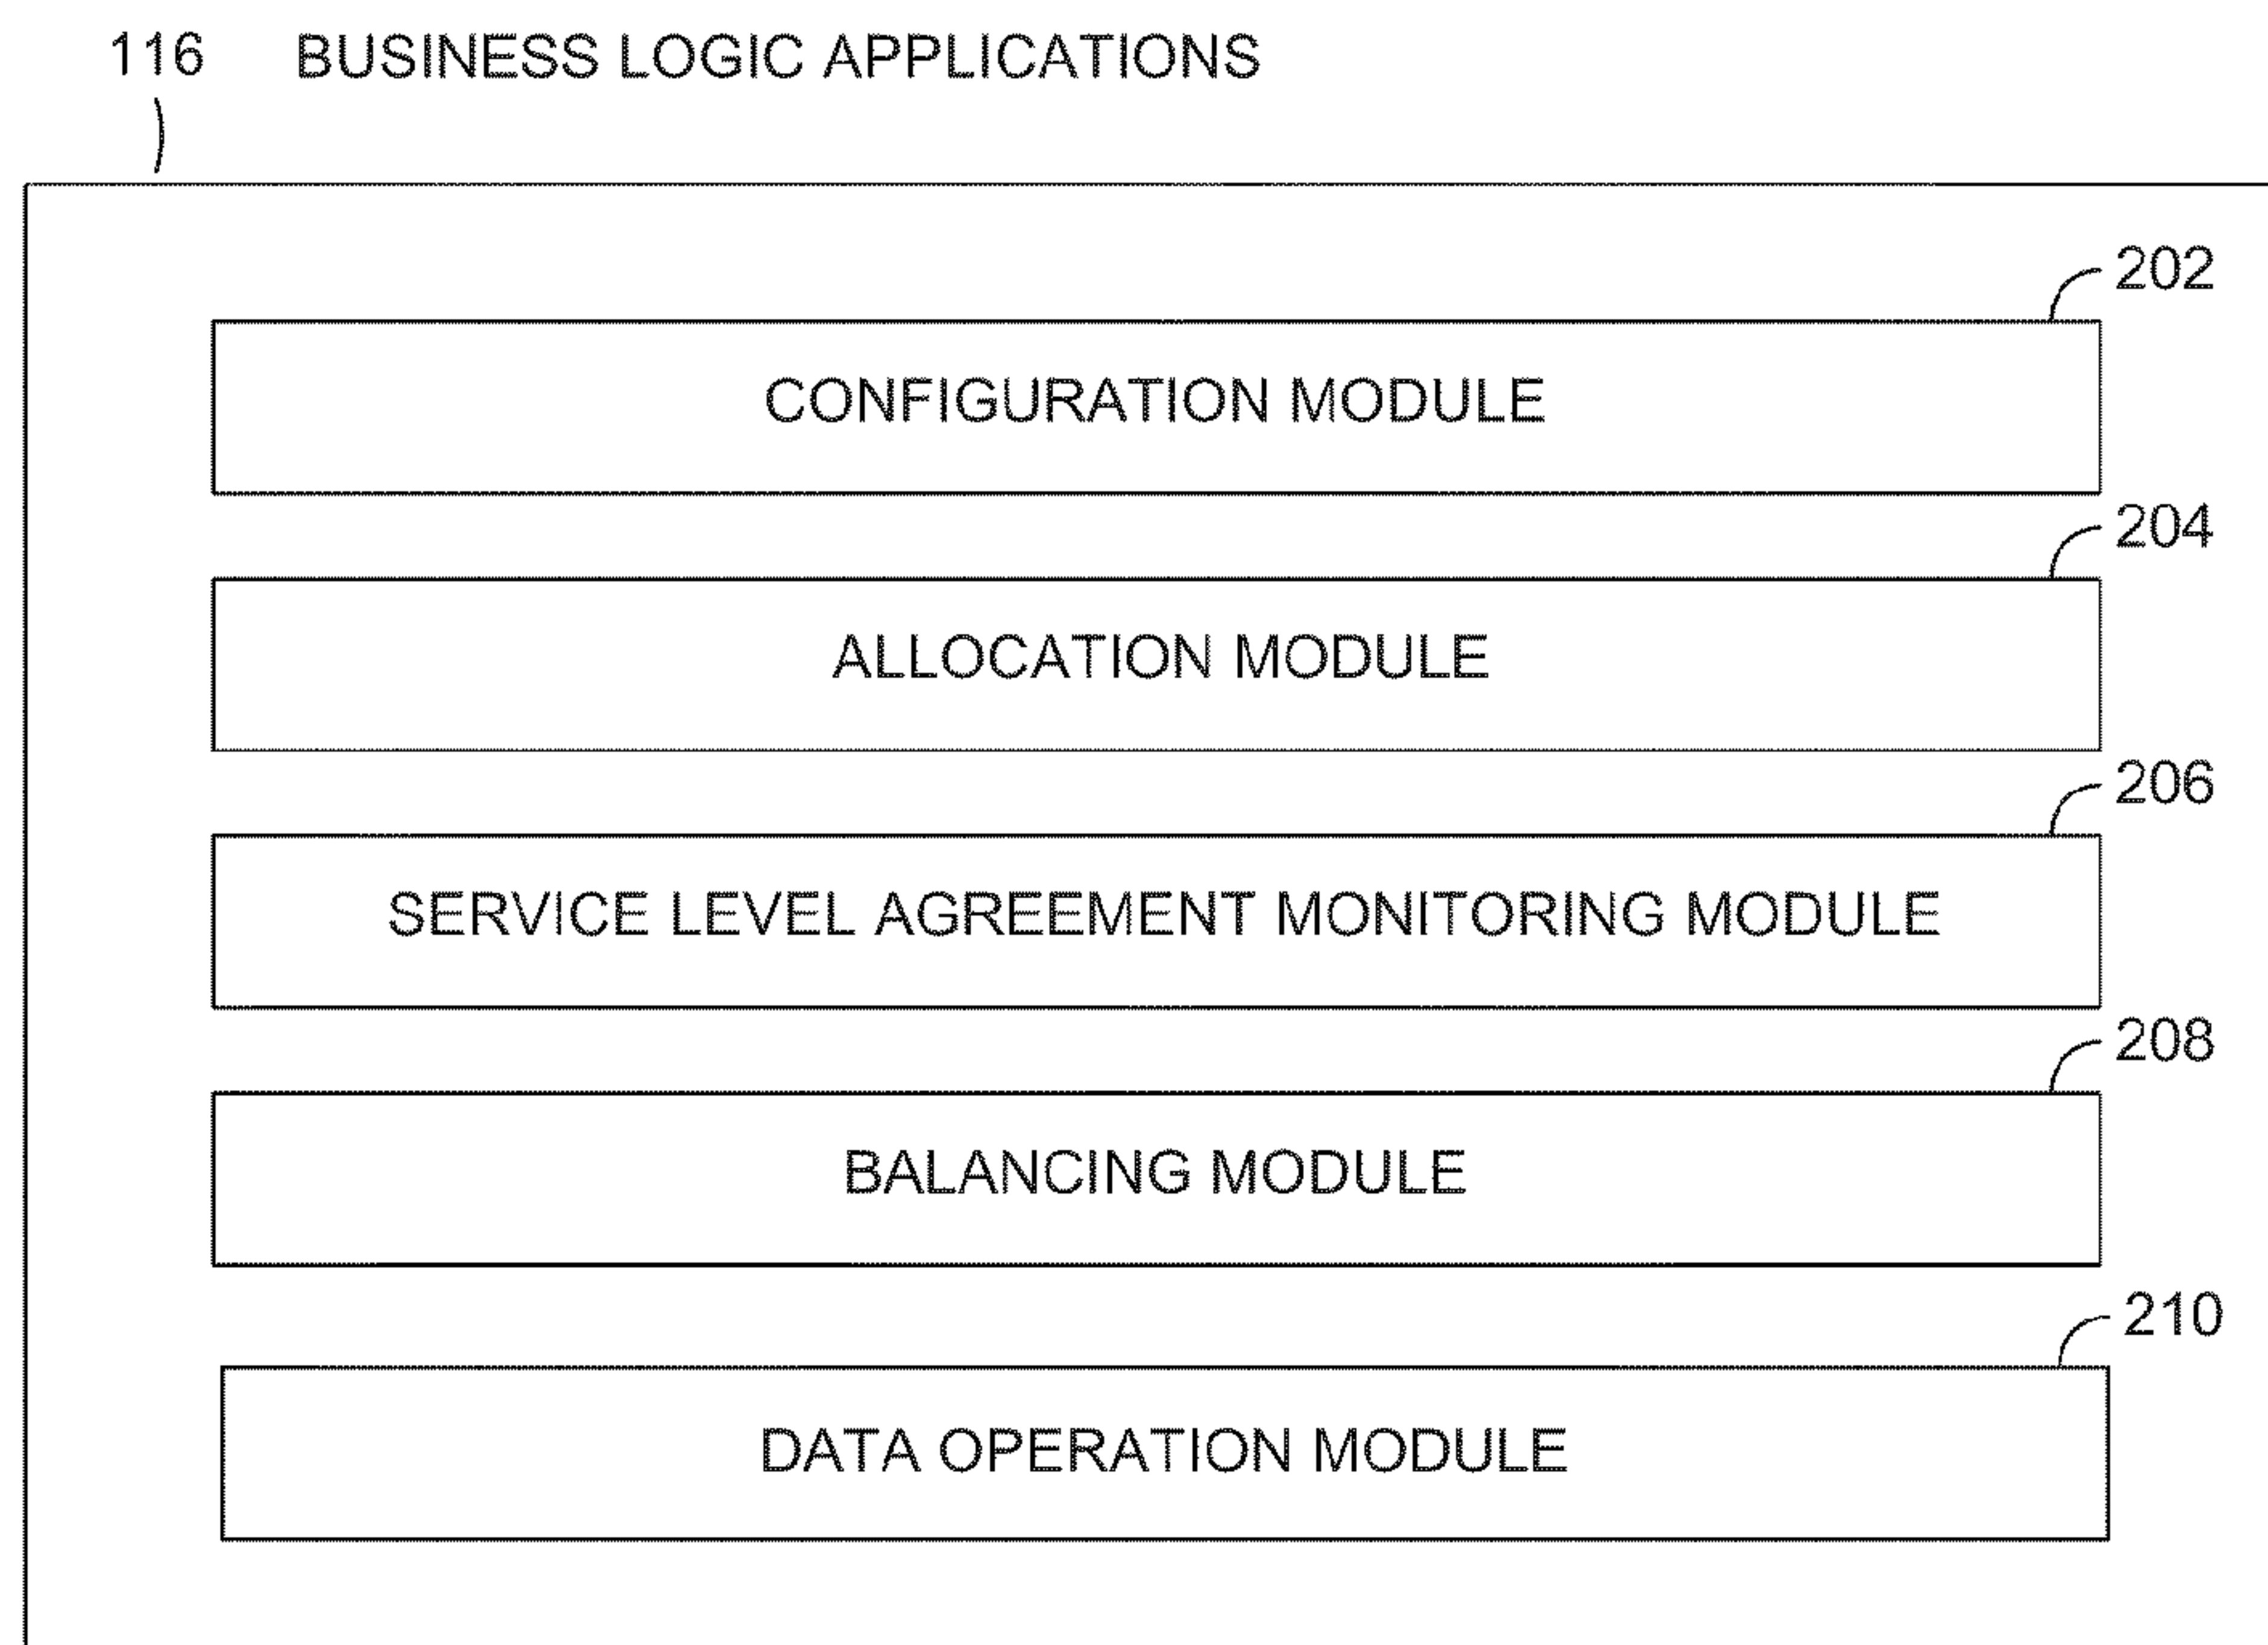 116 BUSINESS LOGIC APPLICATIONS
202
CONFIGURATION MODULE
204
ALLOCATION MODULE
206
SERVICE LEVEL AGREEMENT MONITORING MODULE
208
BALANCING MODULE
210
DATA OPERATION MODULE